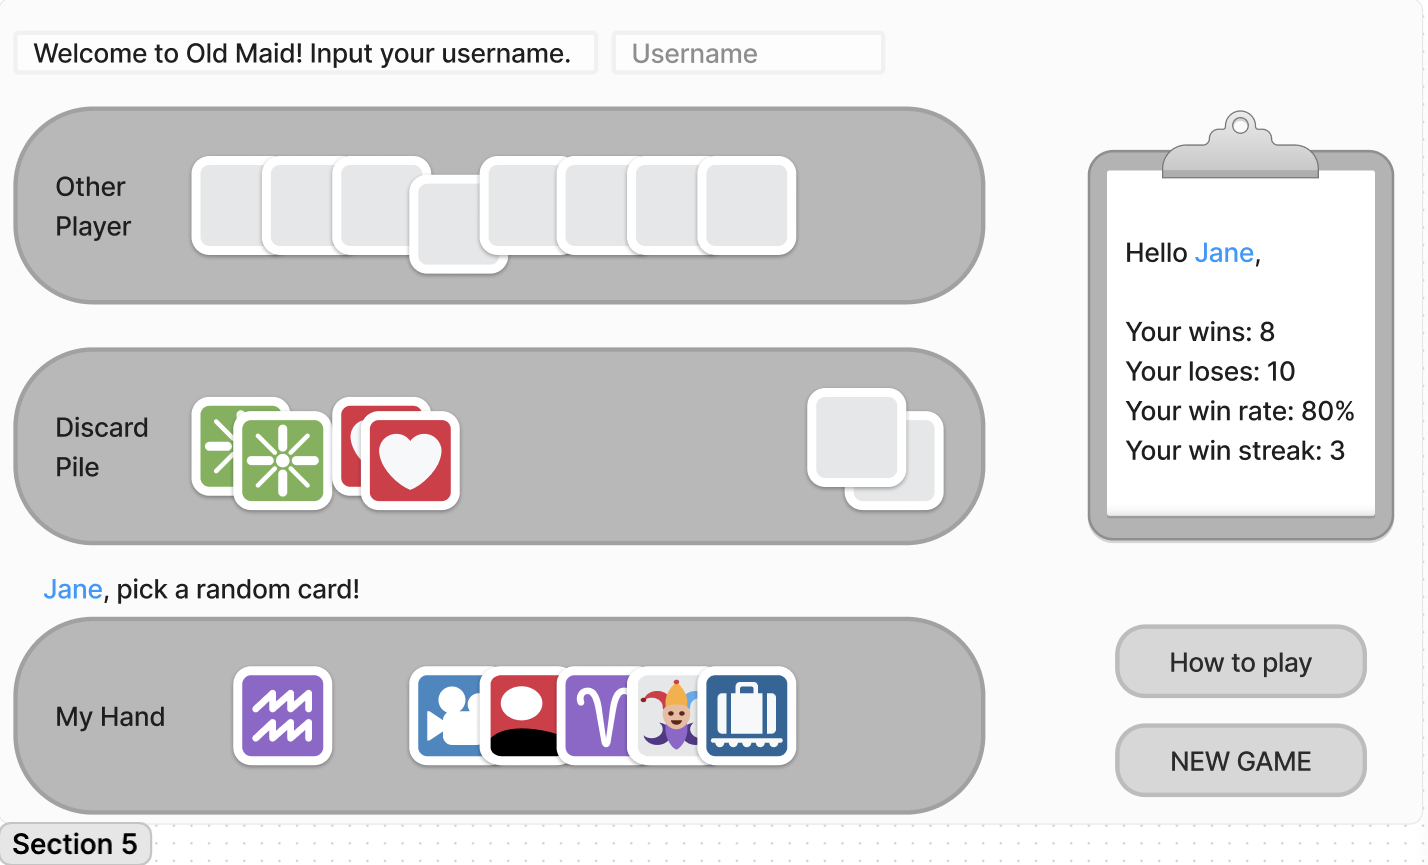 Welcome to Old Maid! Input your username.
Username
Other
Player
Hello Jane,
Your wins: 8
Your loses: 10
Your win rate: 80%
Your win streak: 3
Discard
Pile
Jane, pick a random card!
My Hand
How to play
NEW GAME
Section 5